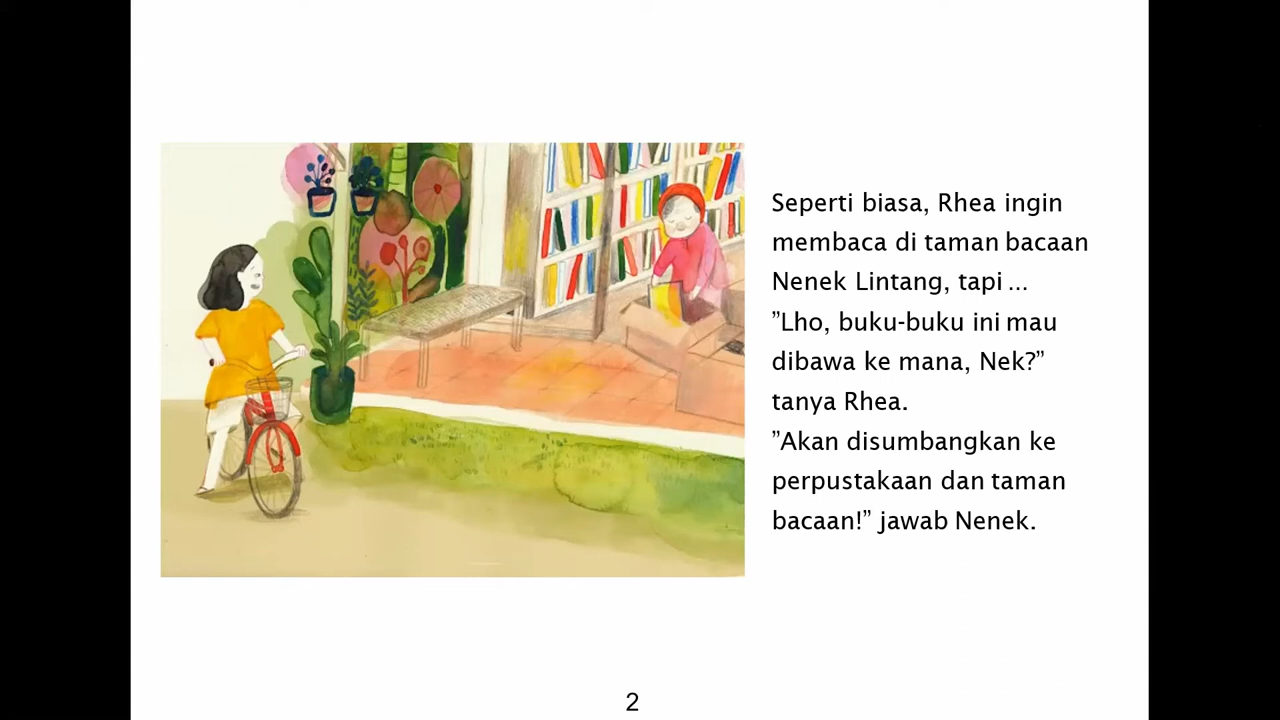 Seperti biasa, Rhea ingin
membaca di taman bacaan
Nenek Lintang, tapi ...
”Lho, buku-buku ini mau
dibawa ke mana, Nek?”
tanya Rhea.
”Akan disumbangkan ke
perpustakaan dan taman
bacaan!” jawab Nenek.
2